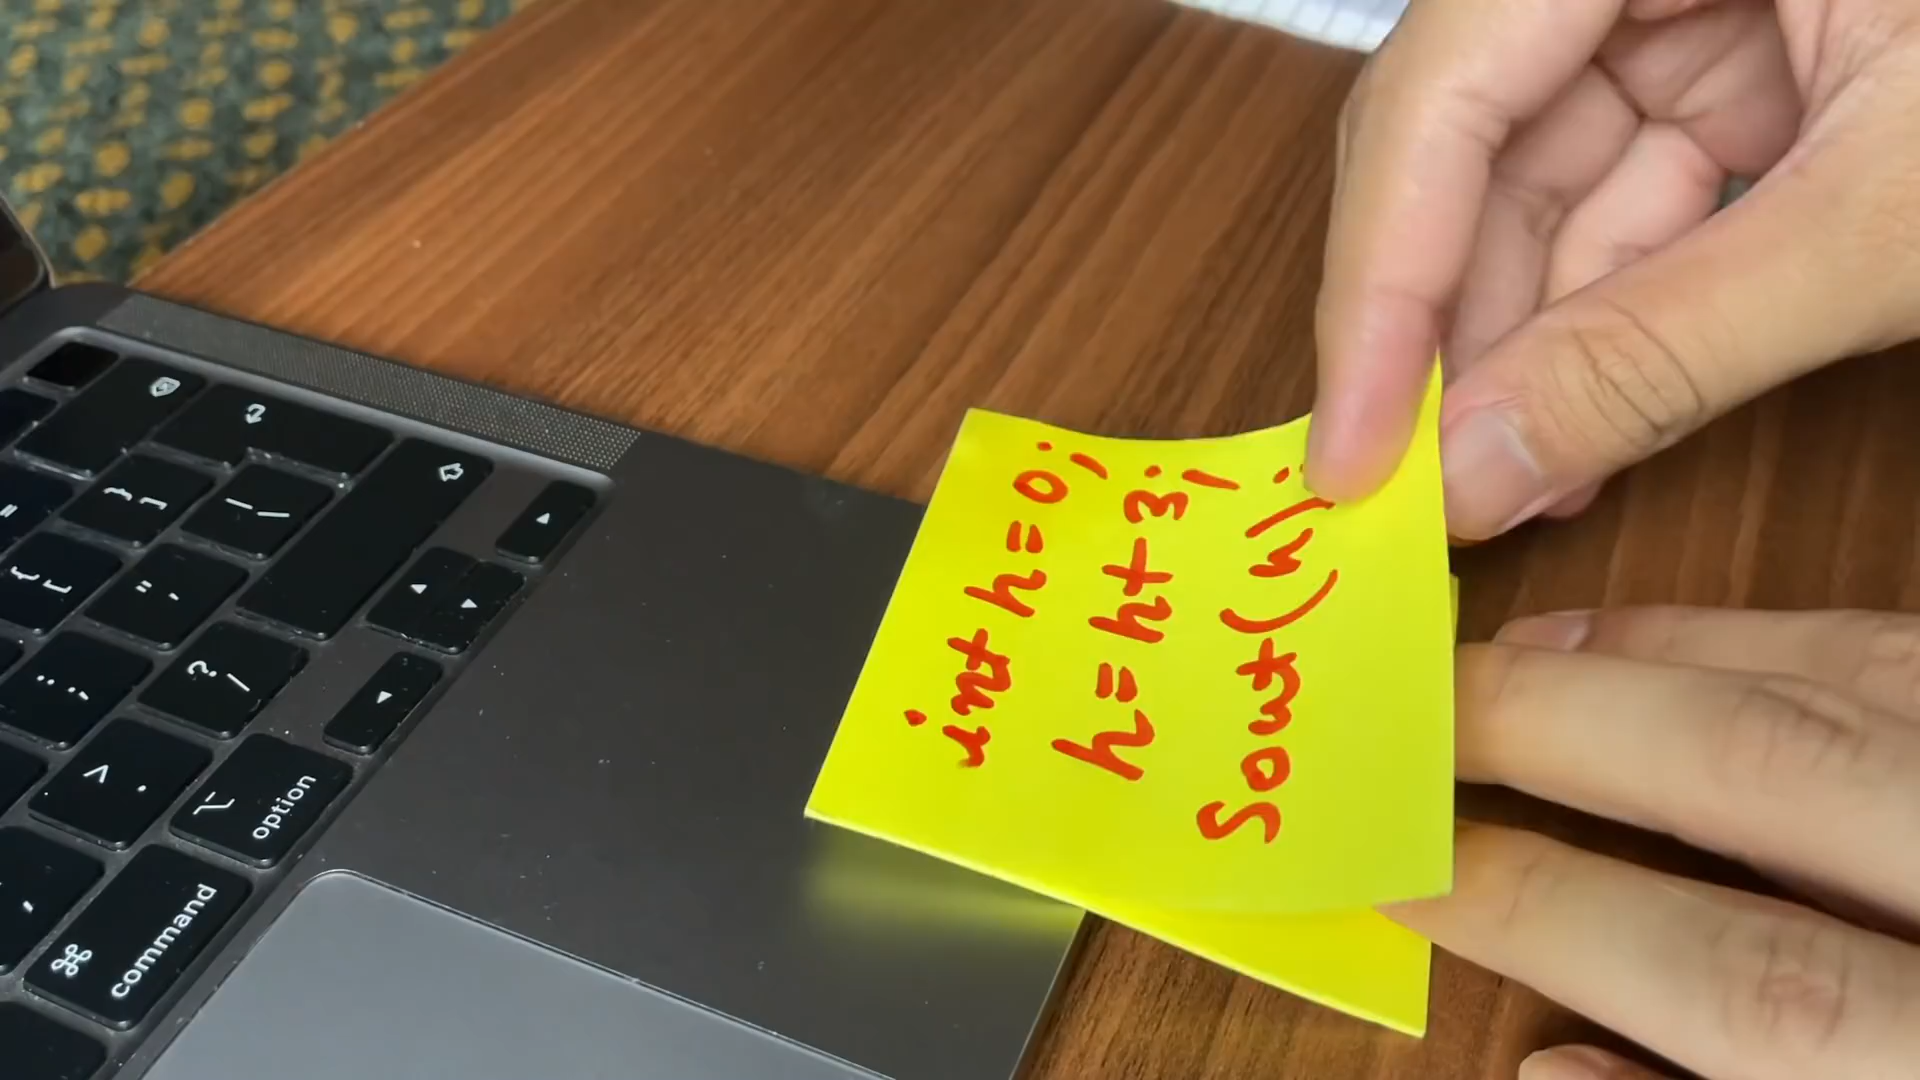 int h=0;
h=h+3;
Sout(h);
option
command